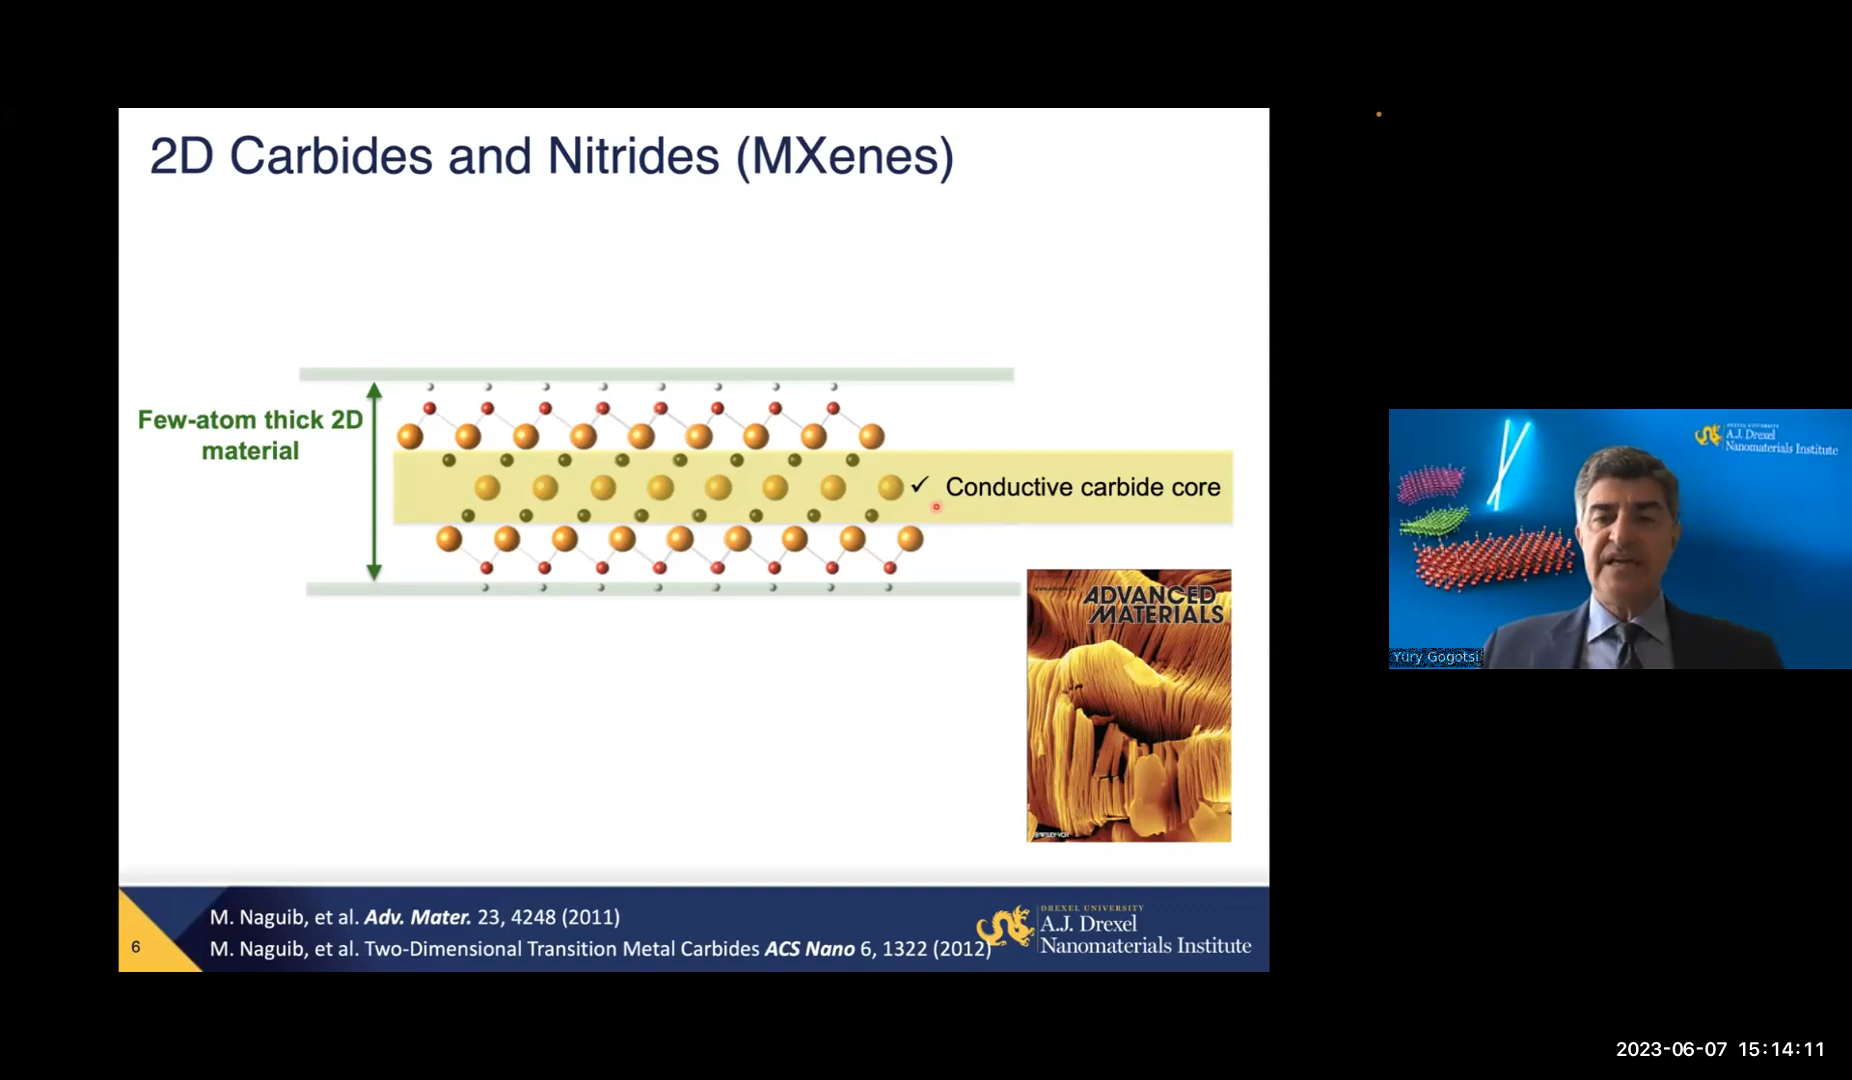 2D Carbides and Nitrides (MXenes)
Few-atom thick 2D
material
✓ Conductive carbide core
ADVANCED
MATERIALS
WILEY-VCH
M. Naguib, et al. Adv. Mater. 23, 4248 (2011)
M. Naguib, et al. Two-Dimensional Transition Metal Carbides ACS Nano 6, 1322 (2012)
6
DREXEL UNIVERSITY
A.J. Drexel
Nanomaterials Institute
DREXEL UNIVERSITY
A.J. Drexel
Nanomaterials Institute
Yury Gogotsi
2023-06-07 15:14:11